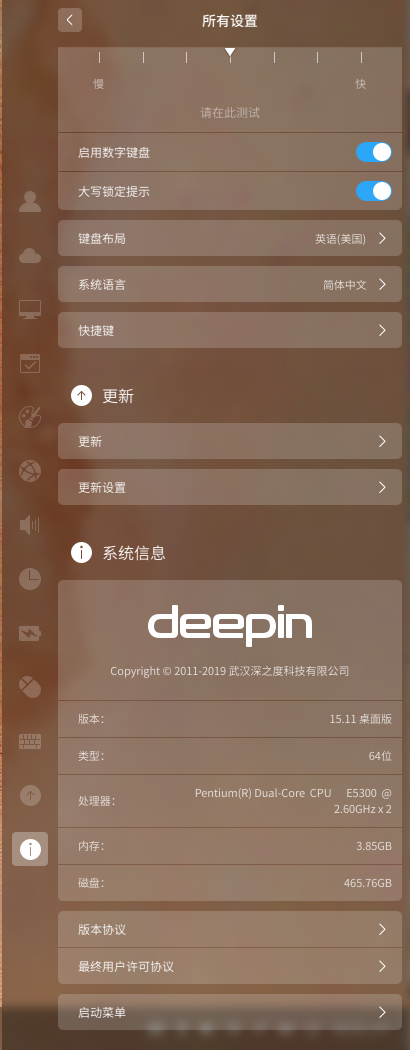 所有设置
慢 快
请在此测试
启用数字键盘
大写锁定提示
键盘布局 英语(美国)
系统语言 简体中文
快捷键
更新
更新
更新设置
系统信息
deepin
Copyright © 2011-2019 武汉深之度科技有限公司
版本： 15.11 桌面版
类型： 64位
处理器： Pentium(R) Dual-Core CPU E5300 @
2.60GHz x 2
内存： 3.85GB
磁盘： 465.76GB
版本协议
最终用户许可协议
启动菜单